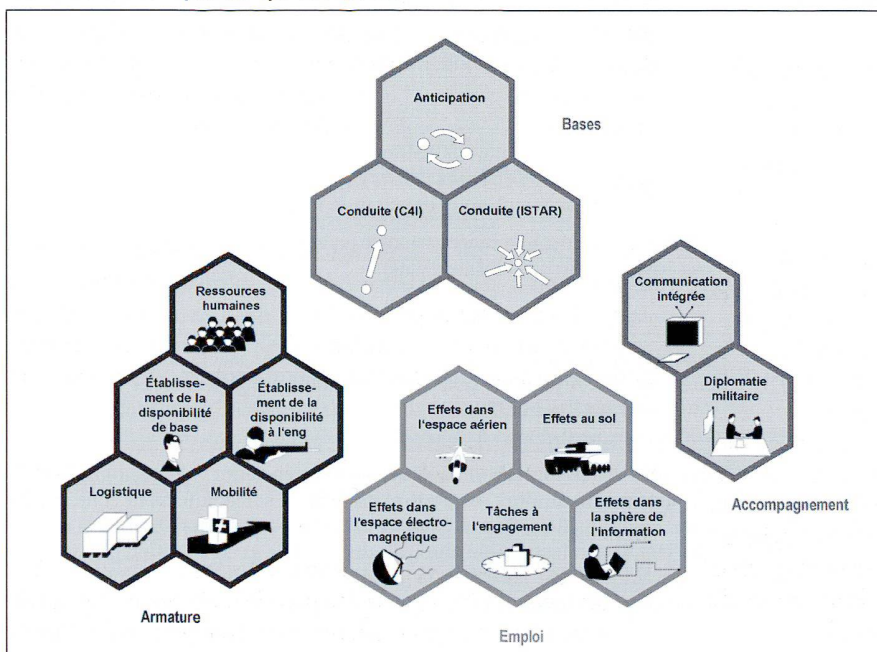 Anticipation
Bases
Conduite (C4I)
Conduite (ISTAR)
Ressources
humaines
Établisse-
ment de la
disponibilité
de base
Établisse-
ment de la
disponibilité
à l'eng
Logistique
Mobilité
Armature
Effets dans
l'espace aérien
Effets au sol
Effets dans
l'espace électro-
magnétique
Tâches à
l'engagement
Effets dans
la sphère de
l'information
Emploi
Communication
intégrée
Diplomatie
militaire
Accompagnement